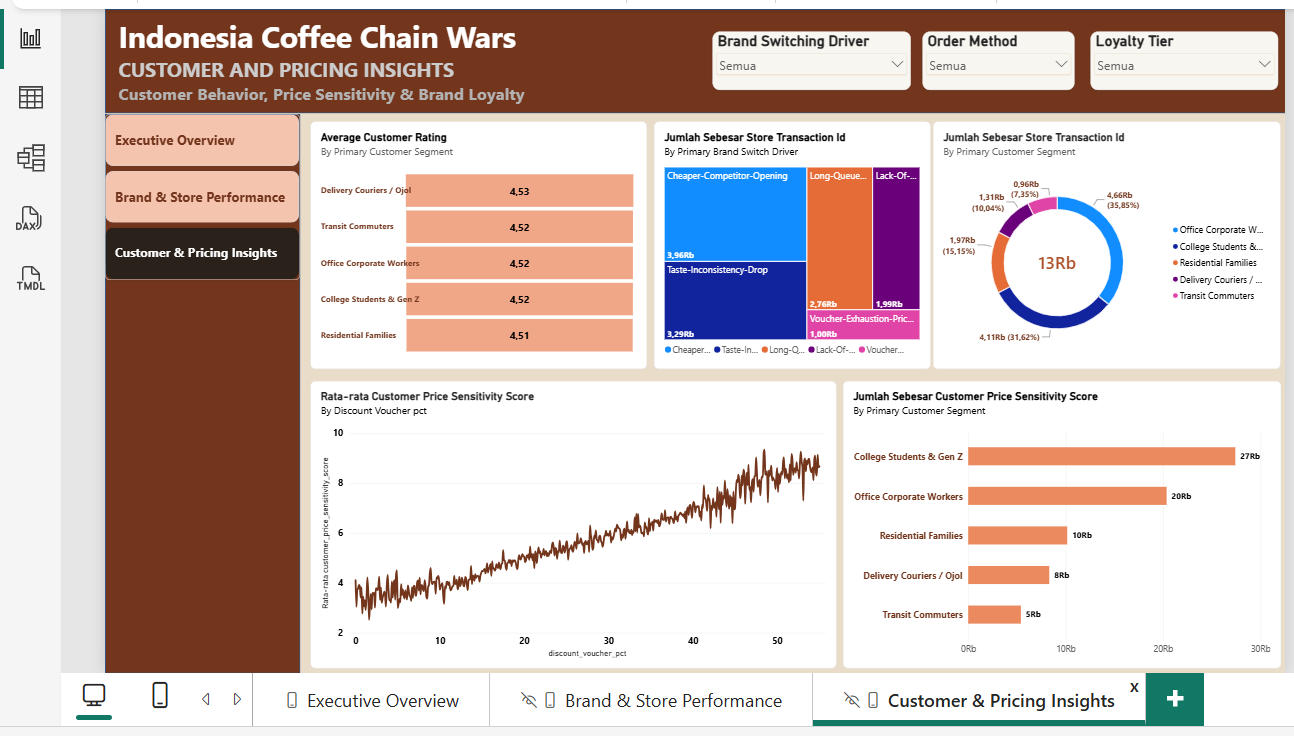 Indonesia Coffee Chain Wars
CUSTOMER AND PRICING INSIGHTS
Customer Behavior, Price Sensitivity & Brand Loyalty
Brand Switching Driver
Semua
Order Method
Semua
Loyalty Tier
Semua
DAX
TMDL
Executive Overview
Brand & Store Performance
Customer & Pricing Insights
Average Customer Rating
By Primary Customer Segment
Delivery Couriers / Ojol
4,53
Transit Commuters
4,52
Office Corporate Workers
4,52
College Students & Gen Z
4,52
Residential Families
4,51
Jumlah Sebesar Store Transaction Id
By Primary Brand Switch Driver
Cheaper-Competitor-Opening
3,96Rb
Taste-Inconsistency-Drop
3,29Rb
Long-Queue...
2,76Rb
Lack-Of-...
1,99Rb
Voucher-Exhaustion-Pric...
1,00Rb
Cheaper... Taste-In... Long-Q... Lack-Of-... Voucher...
Jumlah Sebesar Store Transaction Id
By Primary Customer Segment
4,66Rb
(35,85%)
4,11Rb (31,62%)
1,97Rb
(15,15%)
1,31Rb
(10,04%)
0,96Rb
(7,35%)
13Rb
Office Corporate W...
College Students &...
Residential Families
Delivery Couriers / ...
Transit Commuters
Rata-rata Customer Price Sensitivity Score
By Discount Voucher pct
Rata-rata customer_price_sensitivity_score
10
8
6
4
2
0 10 20 30 40 50
discount_voucher_pct
Jumlah Sebesar Customer Price Sensitivity Score
By Primary Customer Segment
College Students & Gen Z 27Rb
Office Corporate Workers 20Rb
Residential Families 10Rb
Delivery Couriers / Ojol 8Rb
Transit Commuters 5Rb
0Rb 10Rb 20Rb 30Rb
Executive Overview
Brand & Store Performance
Customer & Pricing Insights
x
+